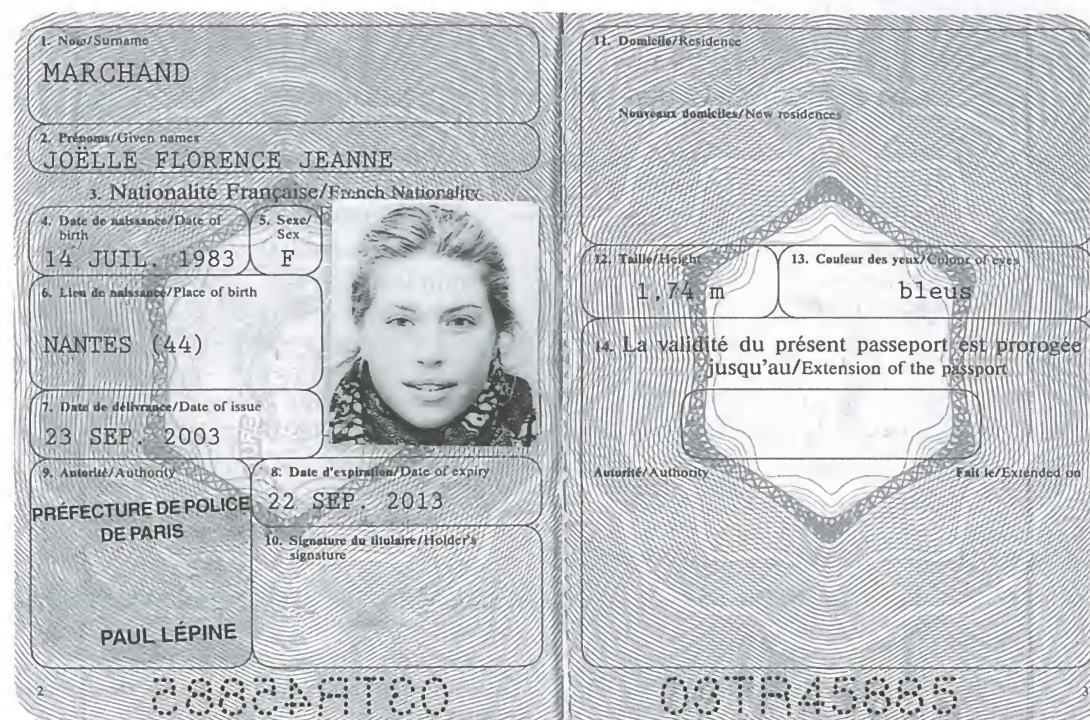 1. Nom/Surname
MARCHAND
2. Prénoms/Given names
JOËLLE FLORENCE JEANNE
3. Nationalité Française/French Nationality
4. Date de naissance/Date of birth
14 JUIL. 1983
5. Sexe/
Sex
F
6. Lieu de naissance/Place of birth
NANTES (44)
7. Date de délivrance/Date of issue
23 SEP. 2003
9. Autorité/Authority
PRÉFECTURE DE POLICE
DE PARIS
PAUL LÉPINE
8. Date d'expiration/Date of expiry
22 SEP. 2013
10. Signature du titulaire/Holder's
signature
2
11. Domicile/Residence
Nouveaux domiciles/New residences
12. Taille/Height
1,74 m
13. Couleur des yeux/Colour of eyes
bleus
14. La validité du présent passeport est prorogée
jusqu'au/Extension of the passport
Autorité/Authority
Fait le/Extended on